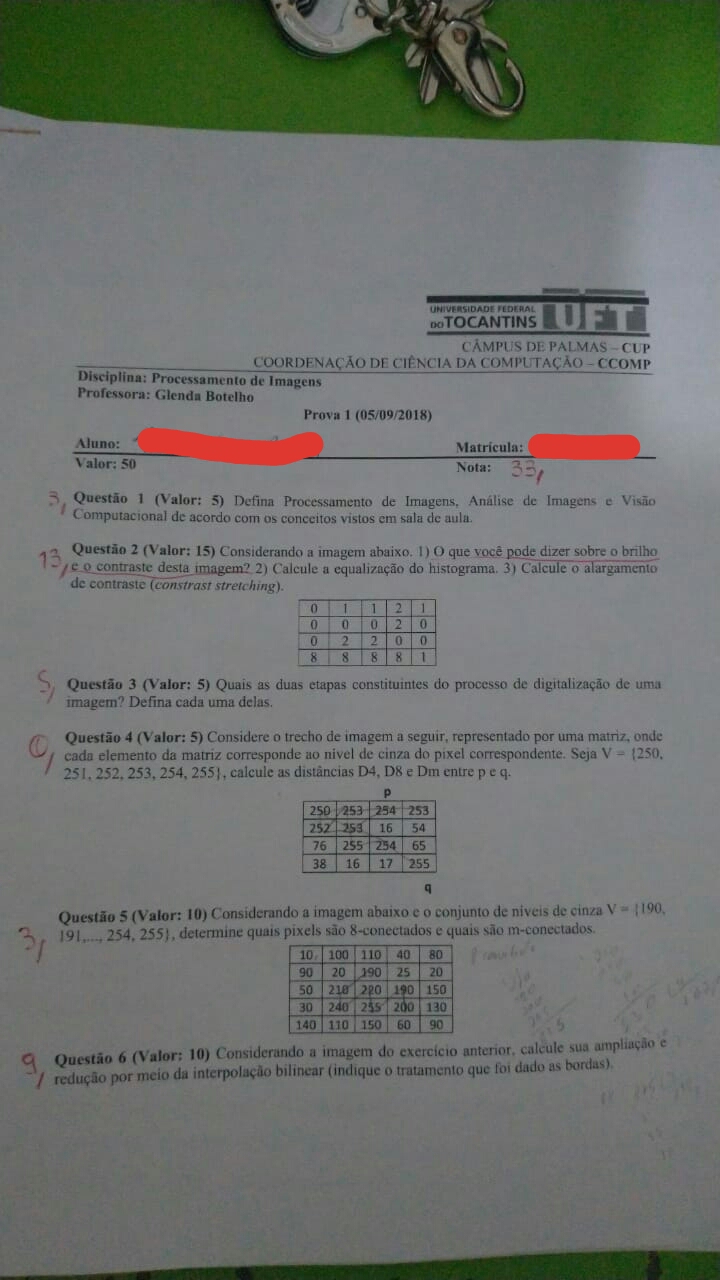 UNIVERSIDADE FEDERAL
DO TOCANTINS UFT
CÂMPUS DE PALMAS – CUP
COORDENAÇÃO DE CIÊNCIA DA COMPUTAÇÃO – CCOMP
Disciplina: Processamento de Imagens
Professora: Glenda Botelho
Prova 1 (05/09/2018)
Aluno: Matrícula:
Valor: 50 Nota: 33,
3, Questão 1 (Valor: 5) Defina Processamento de Imagens, Análise de Imagens e Visão
Computacional de acordo com os conceitos vistos em sala de aula.
13, Questão 2 (Valor: 15) Considerando a imagem abaixo. 1) O que você pode dizer sobre o brilho
e o contraste desta imagem? 2) Calcule a equalização do histograma. 3) Calcule o alargamento
de contraste (constrast stretching).
0 1 1 2 1
0 0 0 2 0
0 2 2 0 0
8 8 8 8 1
5, Questão 3 (Valor: 5) Quais as duas etapas constituintes do processo de digitalização de uma
imagem? Defina cada uma delas.
Questão 4 (Valor: 5) Considere o trecho de imagem a seguir, representado por uma matriz, onde
cada elemento da matriz corresponde ao nível de cinza do pixel correspondente. Seja V = {250,
251, 252, 253, 254, 255}, calcule as distâncias D4, D8 e Dm entre p e q.
p
250 253 254 253
252 253 16 54
76 255 254 65
38 16 17 255
q
Questão 5 (Valor: 10) Considerando a imagem abaixo e o conjunto de níveis de cinza V = {190,
3, 191,..., 254, 255}, determine quais pixels são 8-conectados e quais são m-conectados.
10 100 110 40 80
90 20 190 25 20
50 210 220 190 150
30 240 255 200 130
140 110 150 60 90
9, Questão 6 (Valor: 10) Considerando a imagem do exercício anterior, calcule sua ampliação e
redução por meio da interpolação bilinear (indique o tratamento que foi dado as bordas).